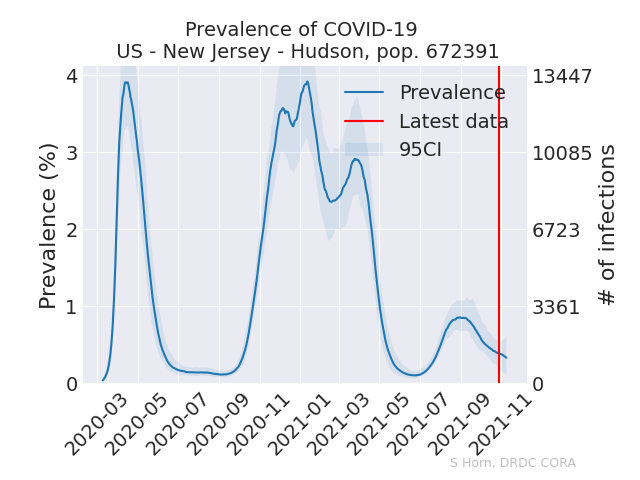 Prevalence of COVID-19
US - New Jersey - Hudson, pop. 672391
Prevalence (%)
4
3
2
1
0
Prevalence
Latest data
95CI
13447
10085
6723
3361
0
# of infections
2020-03
2020-05
2020-07
2020-09
2020-11
2021-01
2021-03
2021-05
2021-07
2021-09
2021-11
S Horn, DRDC CORA